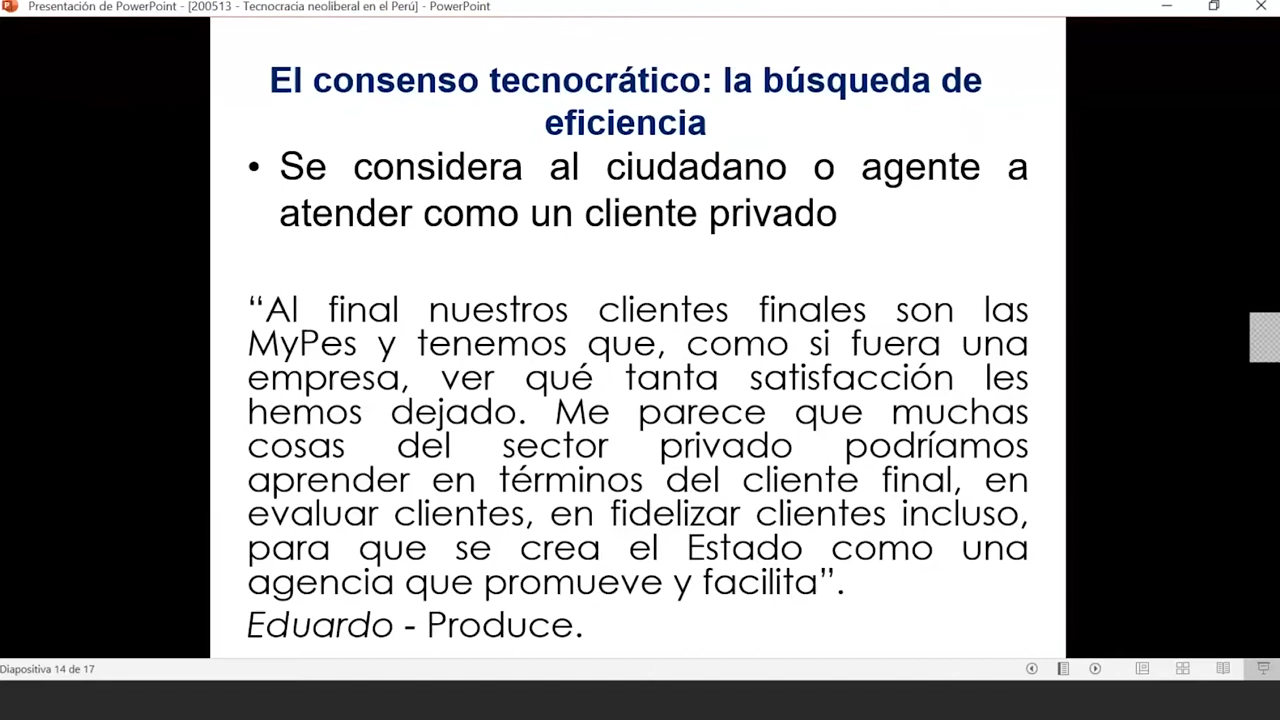 Presentación de PowerPoint - [200513 - Tecnocracia neoliberal en el Perú] - PowerPoint
El consenso tecnocrático: la búsqueda de
eficiencia
• Se considera al ciudadano o agente a
atender como un cliente privado
“Al final nuestros clientes finales son las
MyPes y tenemos que, como si fuera una
empresa, ver qué tanta satisfacción les
hemos dejado. Me parece que muchas
cosas del sector privado podríamos
aprender en términos del cliente final, en
evaluar clientes, en fidelizar clientes incluso,
para que se crea el Estado como una
agencia que promueve y facilita”.
Eduardo - Produce.
Diapositiva 14 de 17